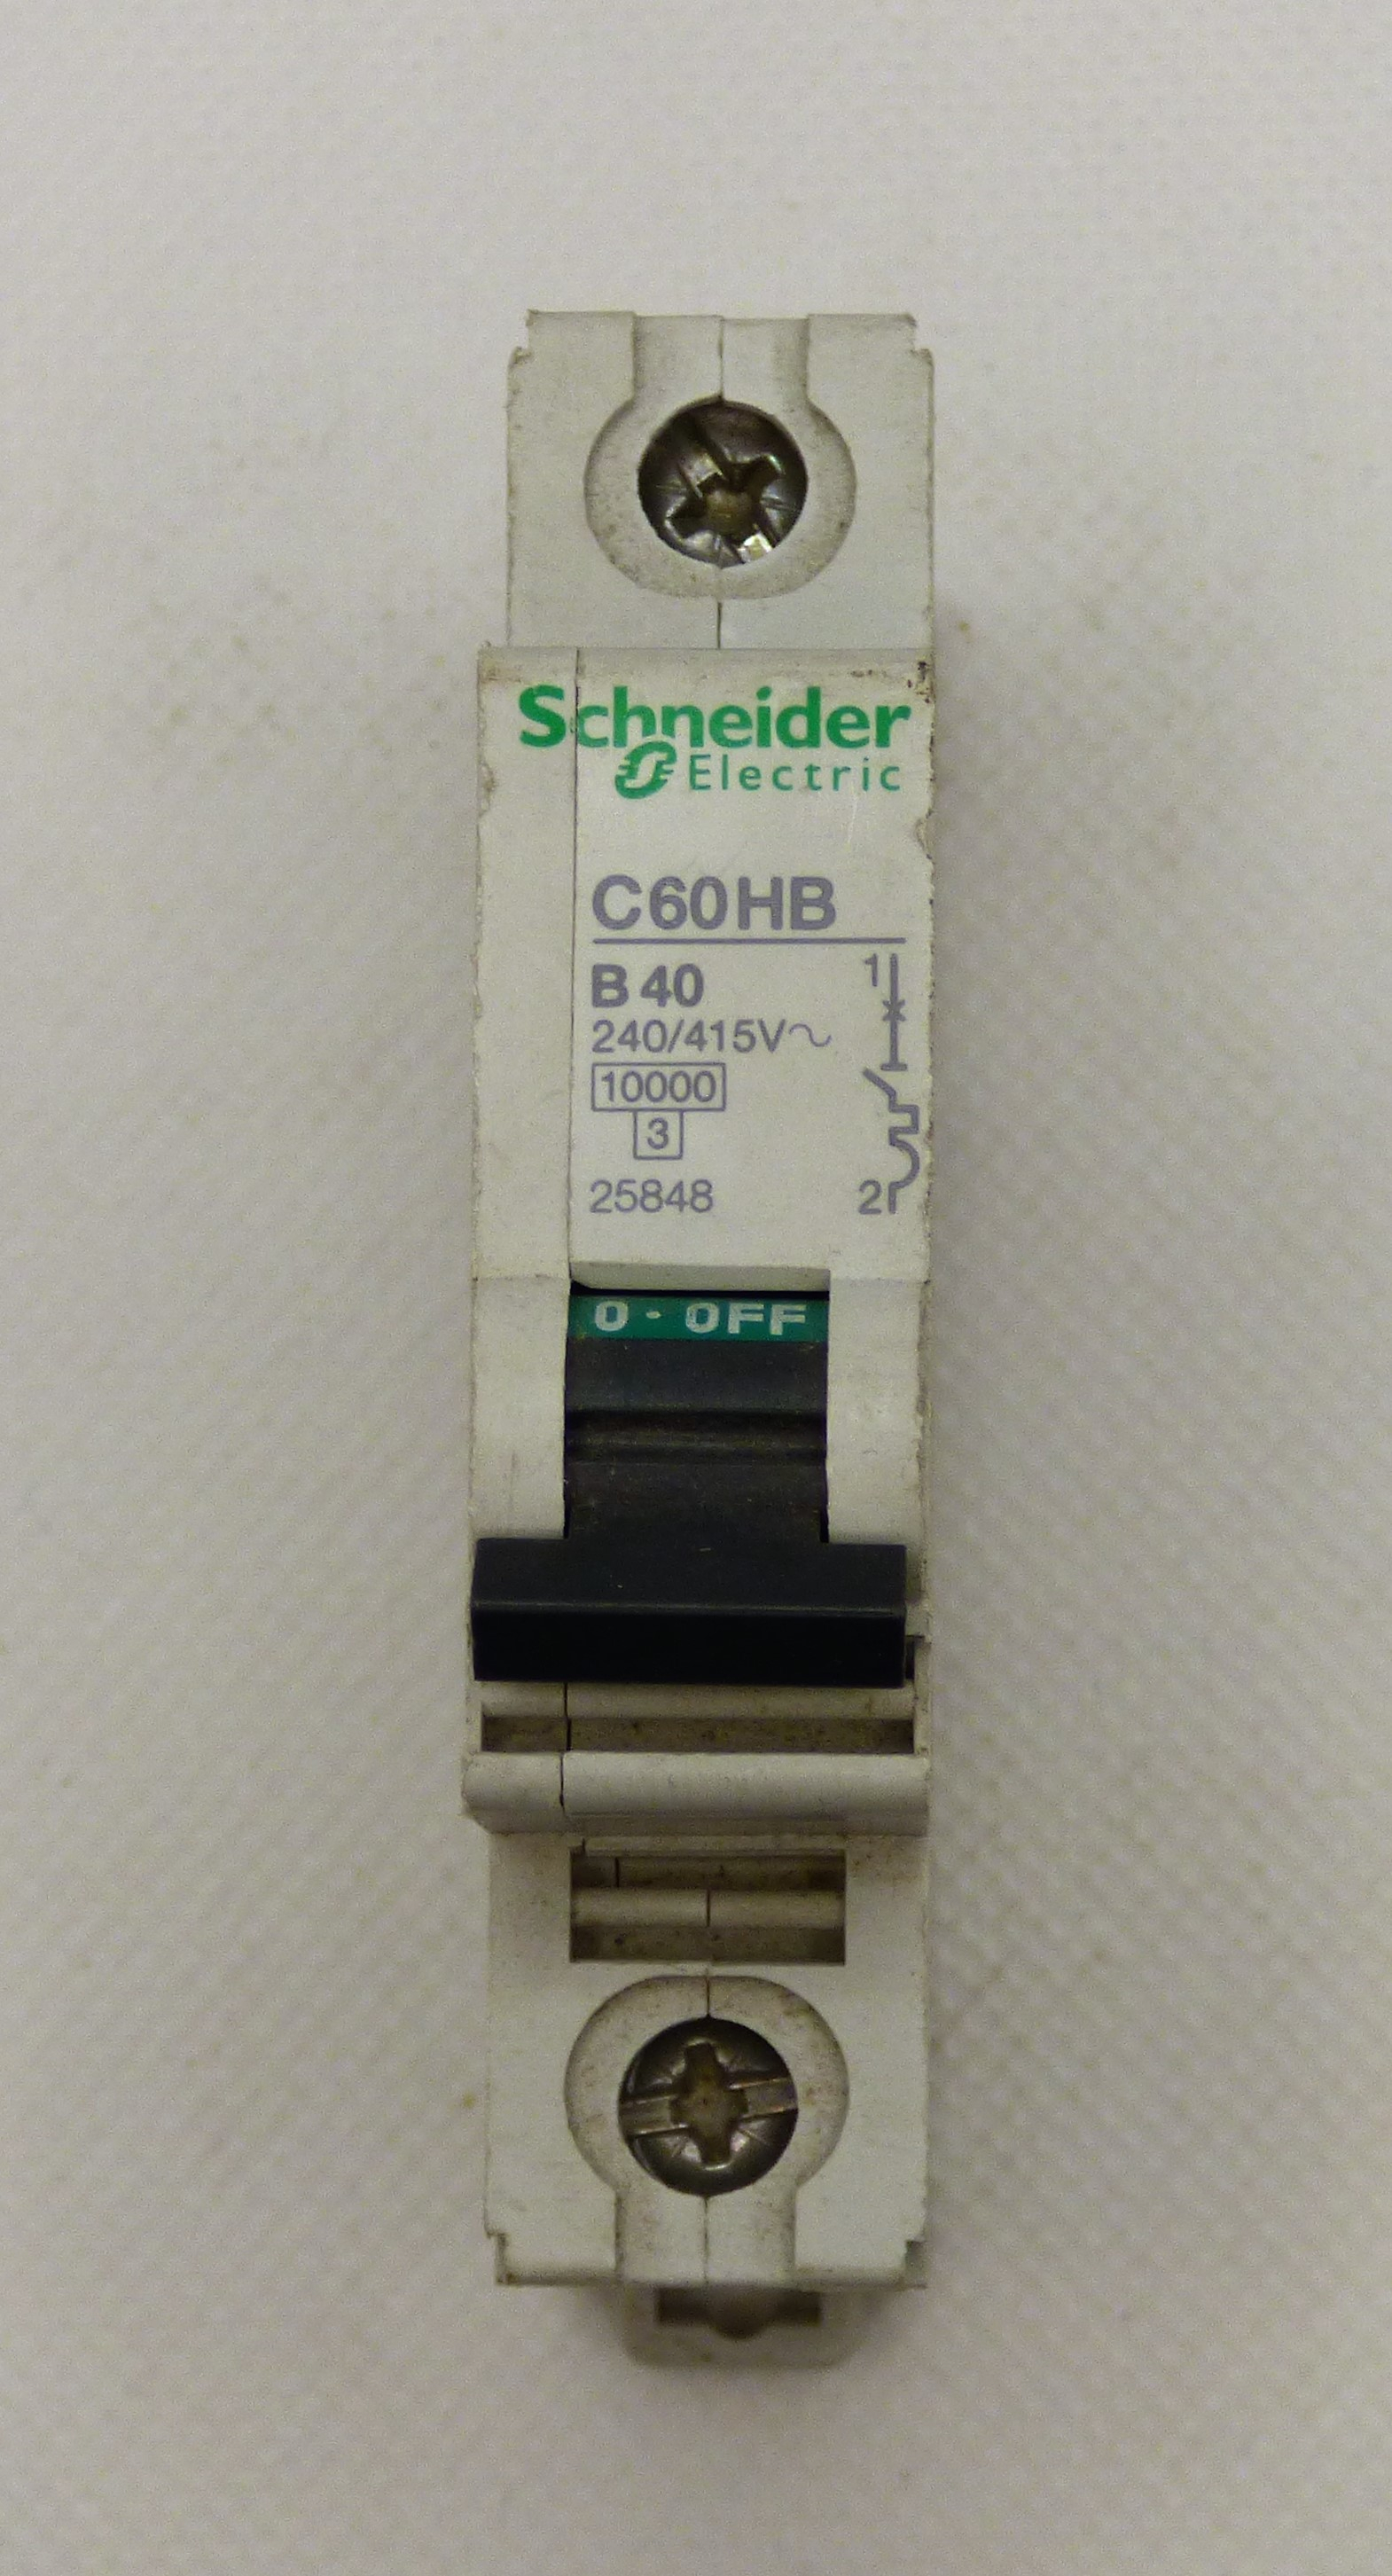 Schneider
Electric
C60HB
B 40
1
240/415V~
10000
3
25848
2
0 - OFF